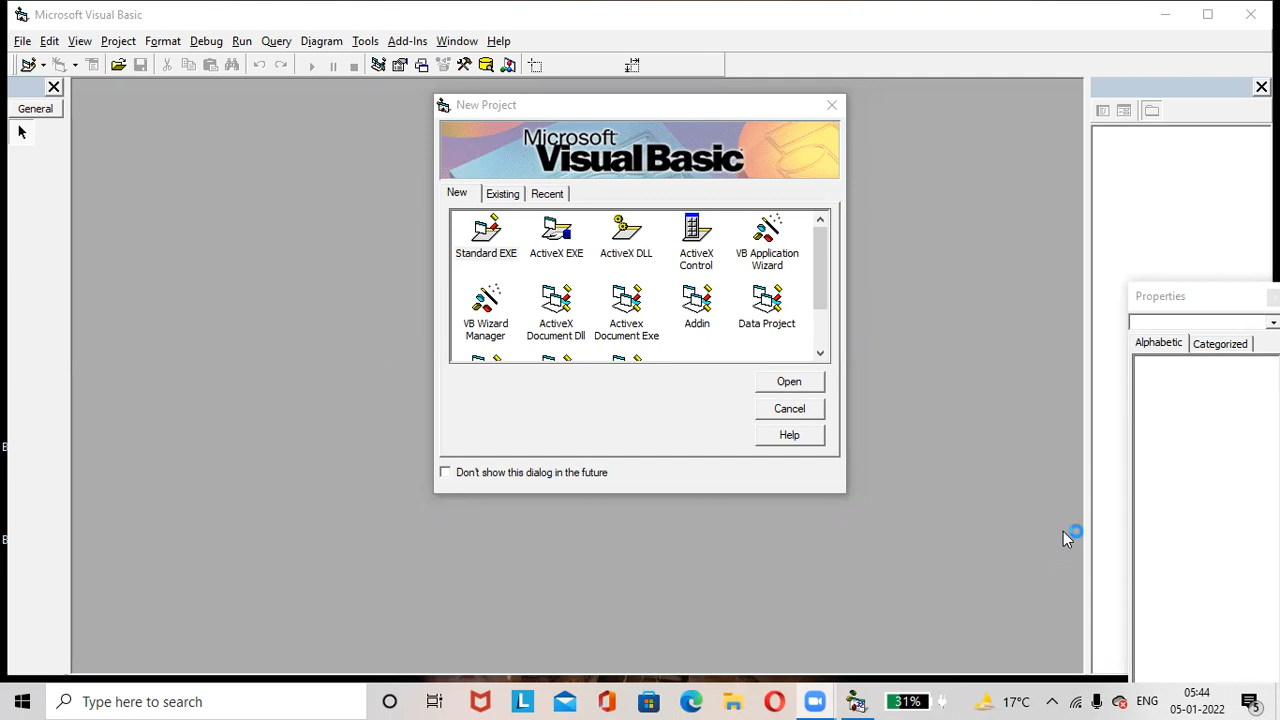 Microsoft Visual Basic
File Edit View Project Format Debug Run Query Diagram Tools Add-Ins Window Help
General
New Project
Microsoft
Visual Basic
New Existing Recent
Standard EXE ActiveX EXE ActiveX DLL ActiveX Control VB Application Wizard
VB Wizard Manager ActiveX Document Dll Activex Document Exe Addin Data Project
Open
Cancel
Help
Don't show this dialog in the future
Properties
Alphabetic Categorized
B
B
Type here to search
L
31%
17°C
ENG
05:44
05-01-2022
5